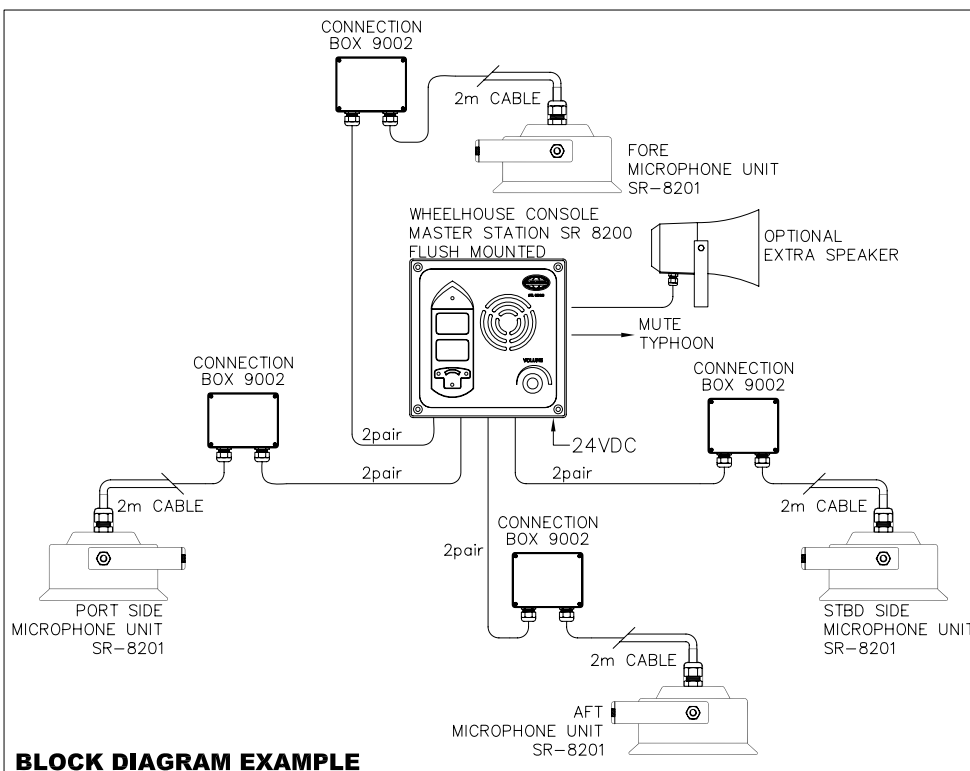 CONNECTION
BOX 9002
2m CABLE
FORE
MICROPHONE UNIT
SR-8201
WHEELHOUSE CONSOLE
MASTER STATION SR 8200
FLUSH MOUNTED
OPTIONAL
EXTRA SPEAKER
MUTE
TYPHOON
VOLUME
24VDC
CONNECTION
BOX 9002
CONNECTION
BOX 9002
2pair
2pair
2pair
2m CABLE
2m CABLE
CONNECTION
BOX 9002
2pair
PORT SIDE
MICROPHONE UNIT
SR-8201
STBD SIDE
MICROPHONE UNIT
SR-8201
2m CABLE
AFT
MICROPHONE UNIT
SR-8201
BLOCK DIAGRAM EXAMPLE